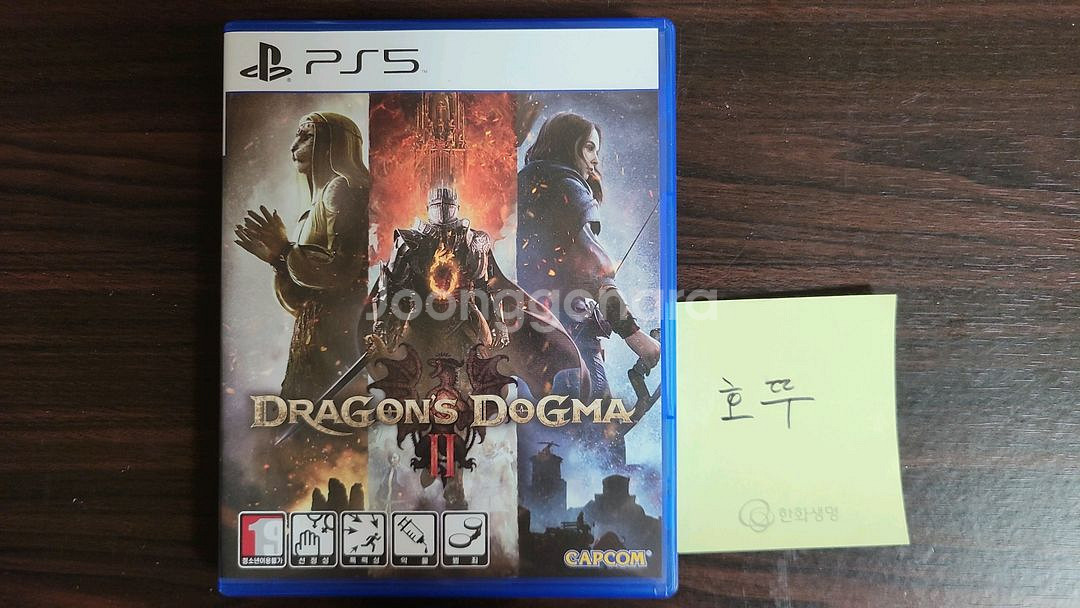 PS5
Joonggonara
DRAGON'S DOGMA
II
호뚜
한화생명
19
청소년이용불가
선정성
폭력성
약물
범죄
CAPCOM